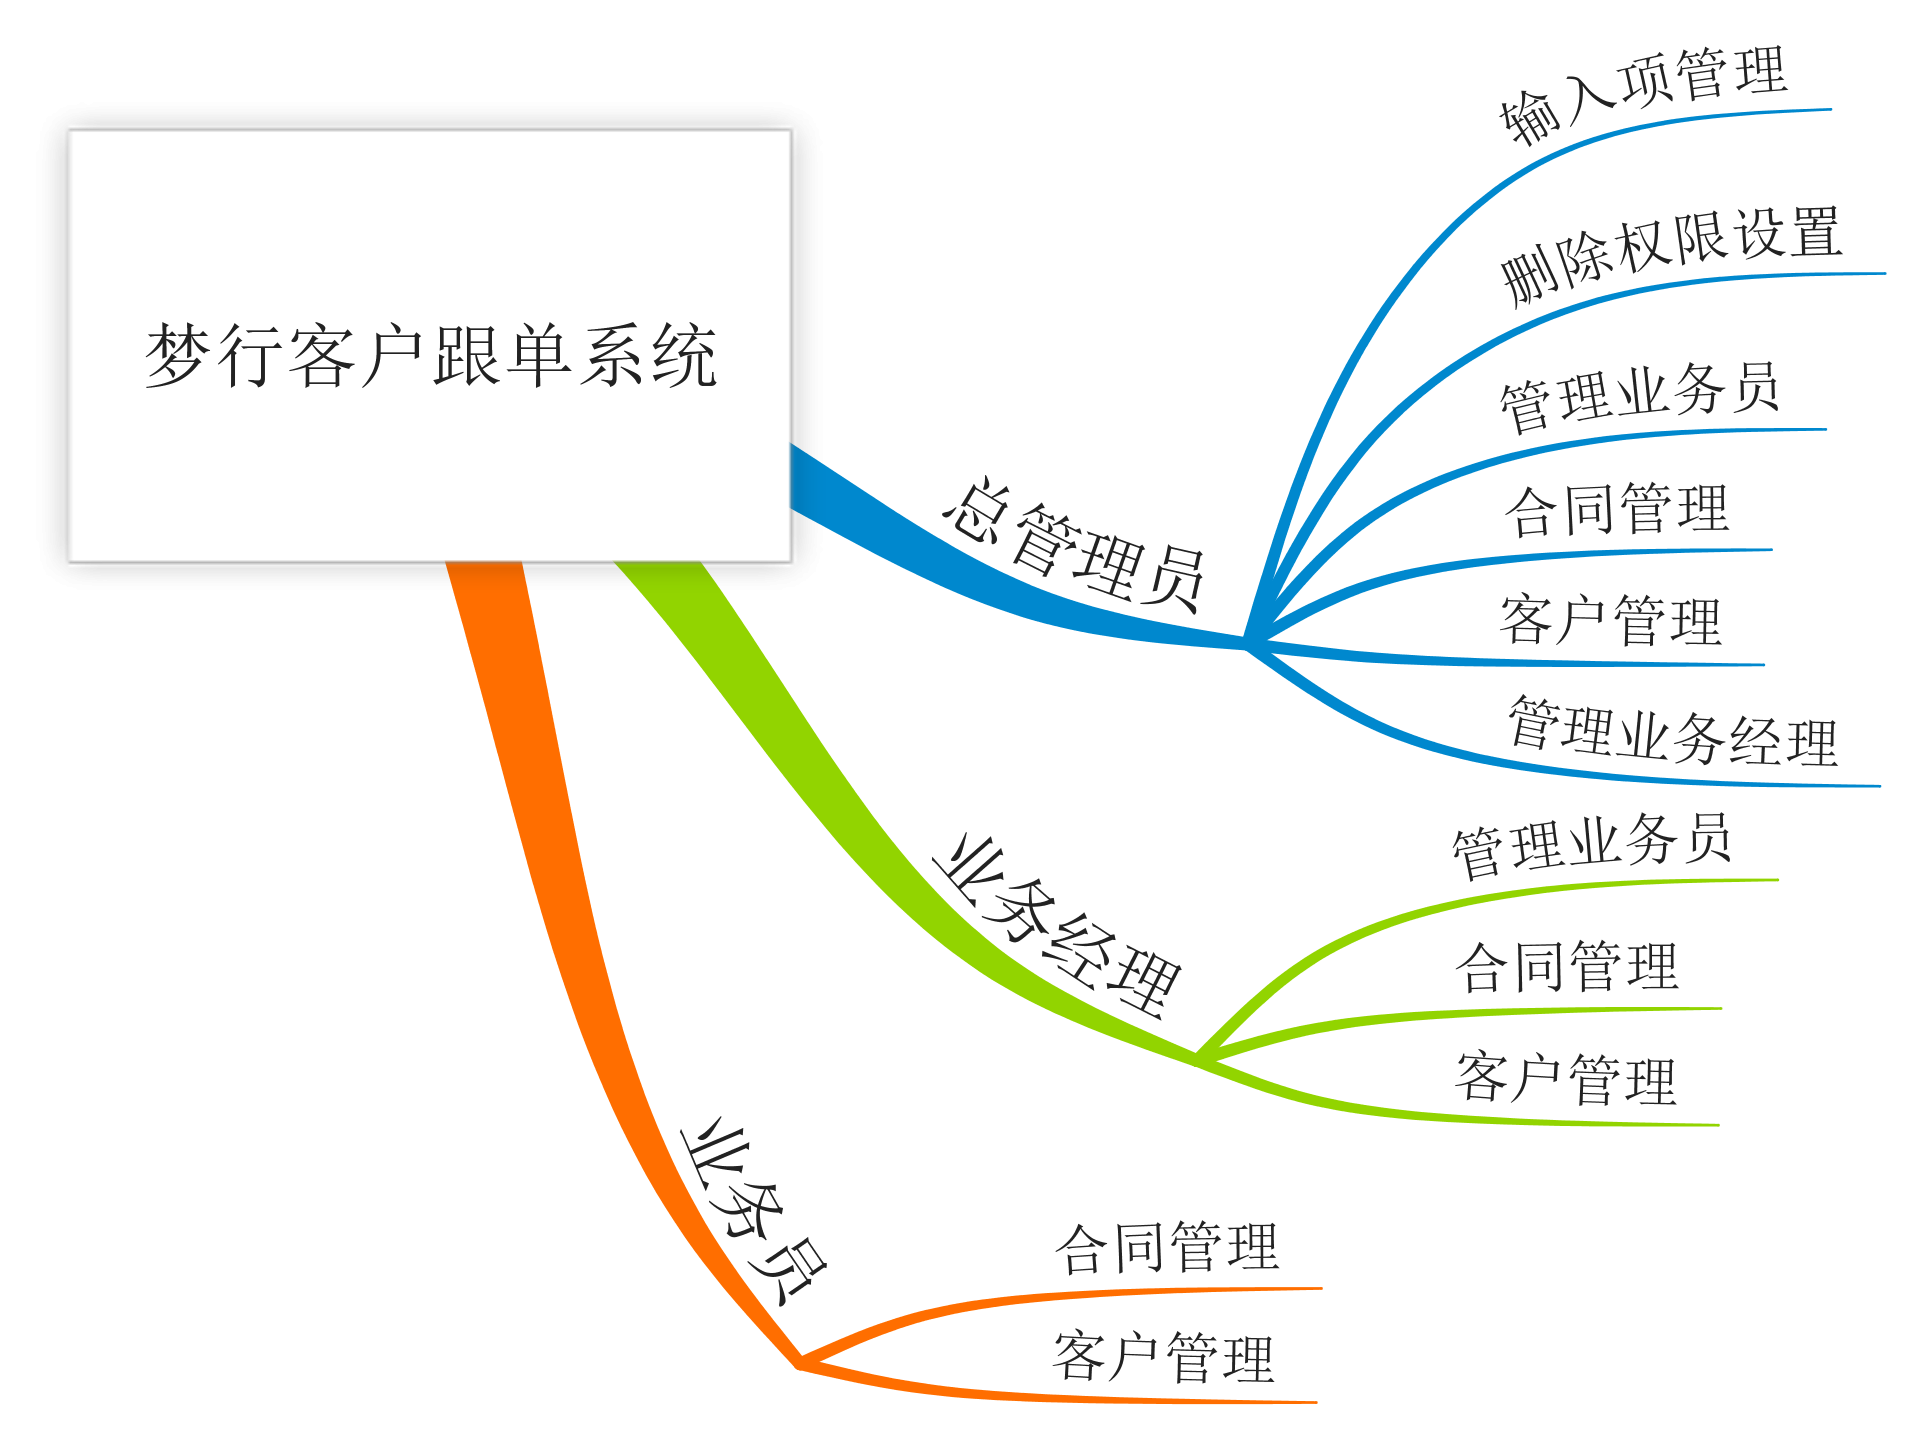 梦行客户跟单系统
总管理员
输入项管理
删除权限设置
管理业务员
合同管理
客户管理
管理业务经理
业务经理
管理业务员
合同管理
客户管理
业务员
合同管理
客户管理